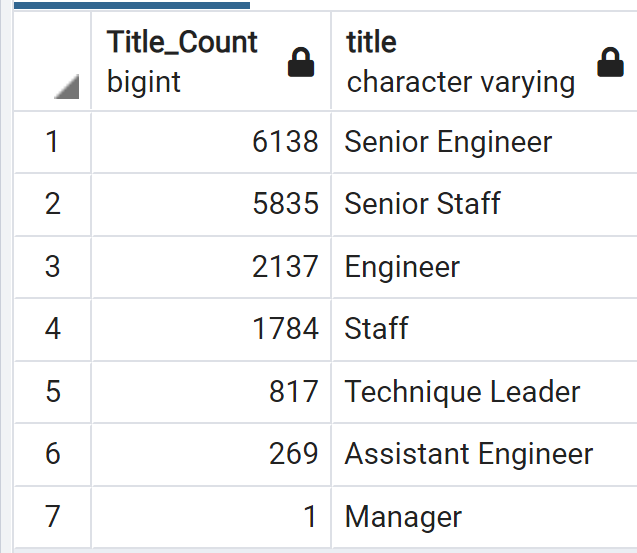 Title_Count title
bigint character varying
1 6138 Senior Engineer
2 5835 Senior Staff
3 2137 Engineer
4 1784 Staff
5 817 Technique Leader
6 269 Assistant Engineer
7 1 Manager